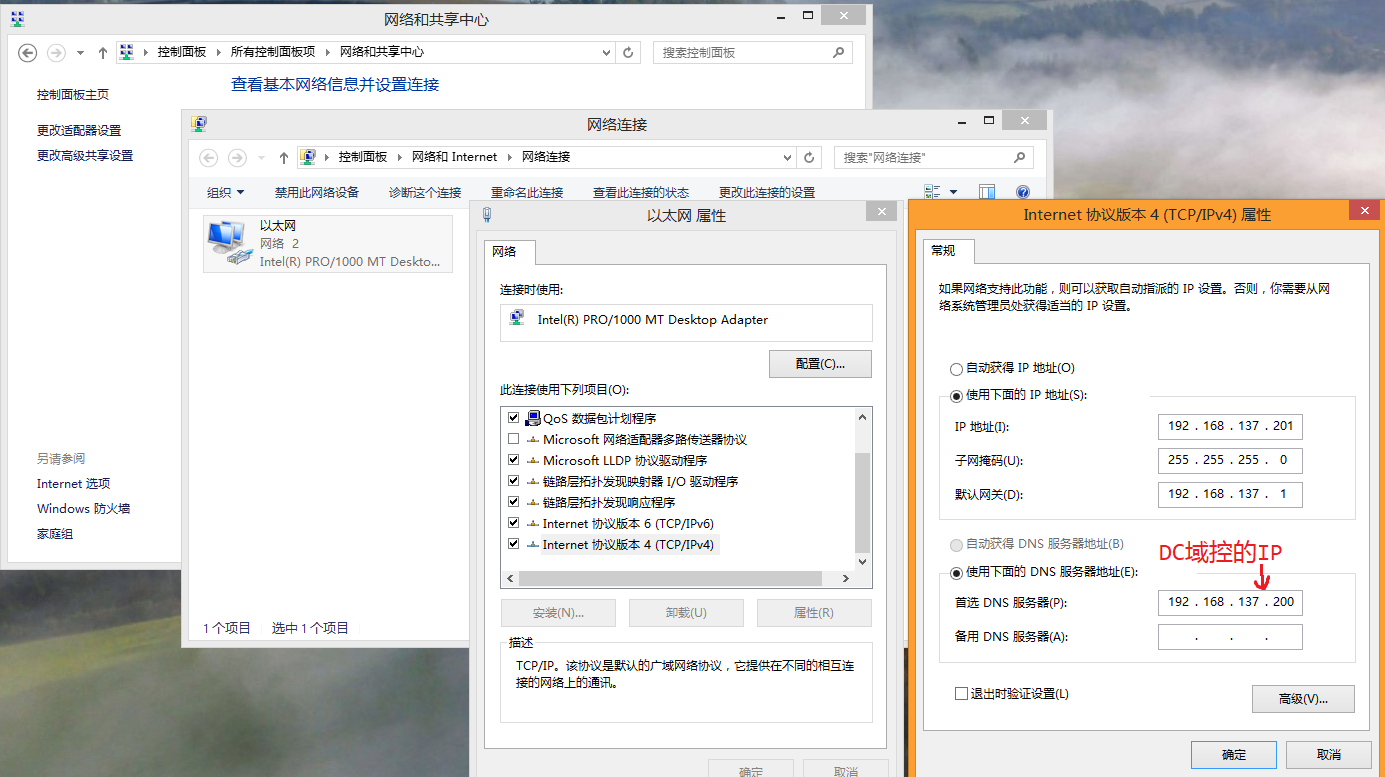 网络和共享中心
控制面板 所有控制面板项 网络和共享中心
搜索控制面板
控制面板主页
更改适配器设置
更改高级共享设置
查看基本网络信息并设置连接
另请参阅
Internet 选项
Windows 防火墙
家庭组
网络连接
控制面板 网络和 Internet 网络连接
搜索"网络连接"
组织 禁用此网络设备 诊断这个连接 重命名此连接 查看此连接的状态 更改此连接的设置
以太网
网络 2
Intel(R) PRO/1000 MT Deskto...
1 个项目 选中 1 个项目
以太网 属性
网络
连接时使用:
Intel(R) PRO/1000 MT Desktop Adapter
配置(C)...
此连接使用下列项目(O):
QoS 数据包计划程序
Microsoft 网络适配器多路传送器协议
Microsoft LLDP 协议驱动程序
链路层拓扑发现映射器 I/O 驱动程序
链路层拓扑发现响应程序
Internet 协议版本 6 (TCP/IPv6)
Internet 协议版本 4 (TCP/IPv4)
安装(N)... 卸载(U) 属性(R)
描述
TCP/IP。该协议是默认的广域网络协议，它提供在不同的相互连
接的网络上的通讯。
确定 取消
Internet 协议版本 4 (TCP/IPv4) 属性
常规
如果网络支持此功能，则可以获取自动指派的 IP 设置。否则，你需要从网
络系统管理员处获得适当的 IP 设置。
自动获得 IP 地址(O)
使用下面的 IP 地址(S):
IP 地址(I): 192 . 168 . 137 . 201
子网掩码(U): 255 . 255 . 255 . 0
默认网关(D): 192 . 168 . 137 . 1
自动获得 DNS 服务器地址(B)
DC域控的IP
使用下面的 DNS 服务器地址(E):
首选 DNS 服务器(P): 192 . 168 . 137 . 200
备用 DNS 服务器(A): . . .
退出时验证设置(L)
高级(V)...
确定 取消